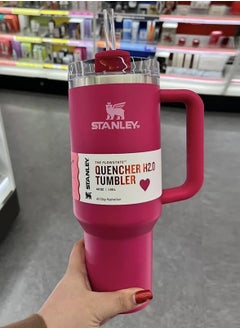 STANLEY
STANLEY
THE FLOWSTATE™
QUENCHER H2.0
TUMBLER